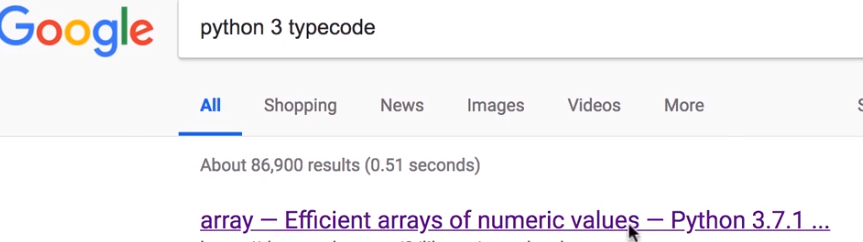 Google python 3 typecode
All Shopping News Images Videos More
About 86,900 results (0.51 seconds)
array — Efficient arrays of numeric values — Python 3.7.1 ...